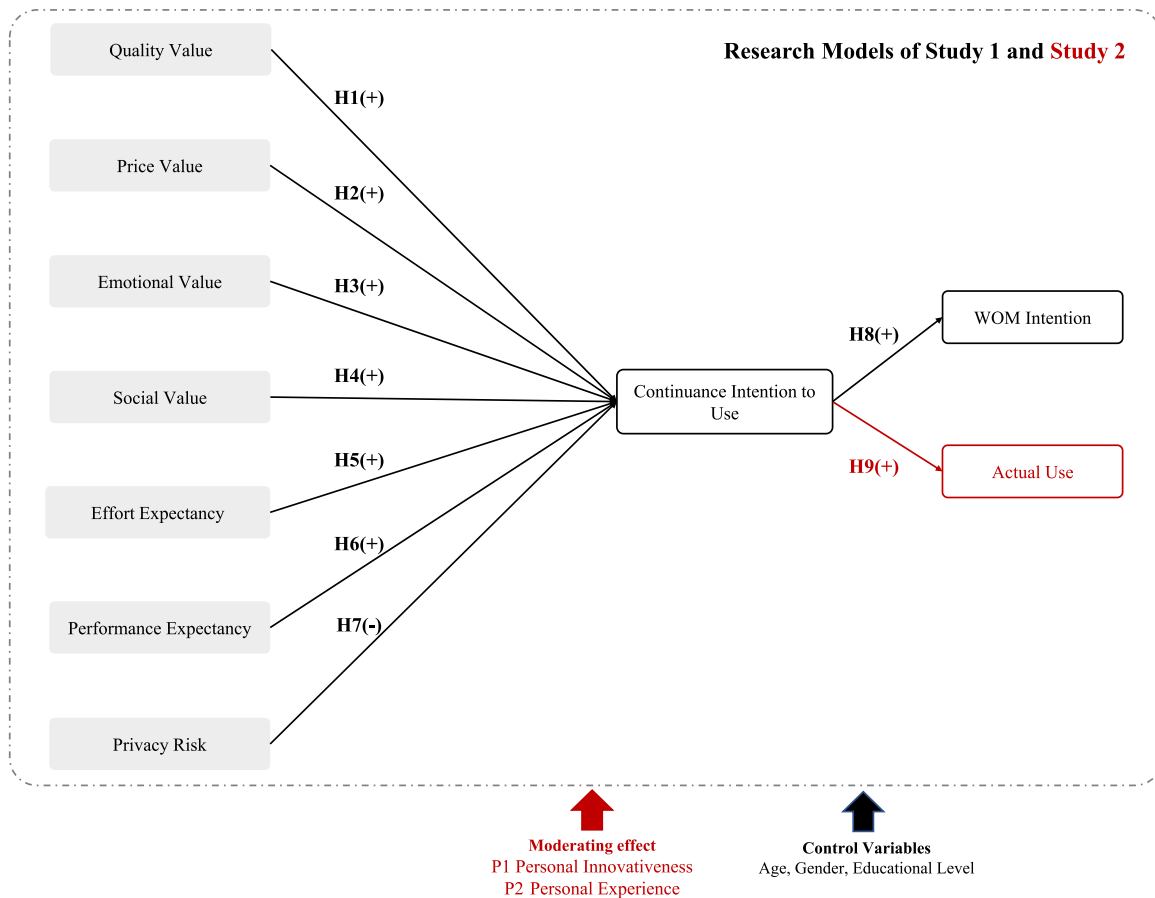 Research Models of Study 1 and Study 2
Quality Value
Price Value
Emotional Value
Social Value
Effort Expectancy
Performance Expectancy
Privacy Risk
H1(+)
H2(+)
H3(+)
H4(+)
H5(+)
H6(+)
H7(-)
Continuance Intention to
Use
H8(+)
H9(+)
WOM Intention
Actual Use
Moderating effect
P1 Personal Innovativeness
P2 Personal Experience
Control Variables
Age, Gender, Educational Level